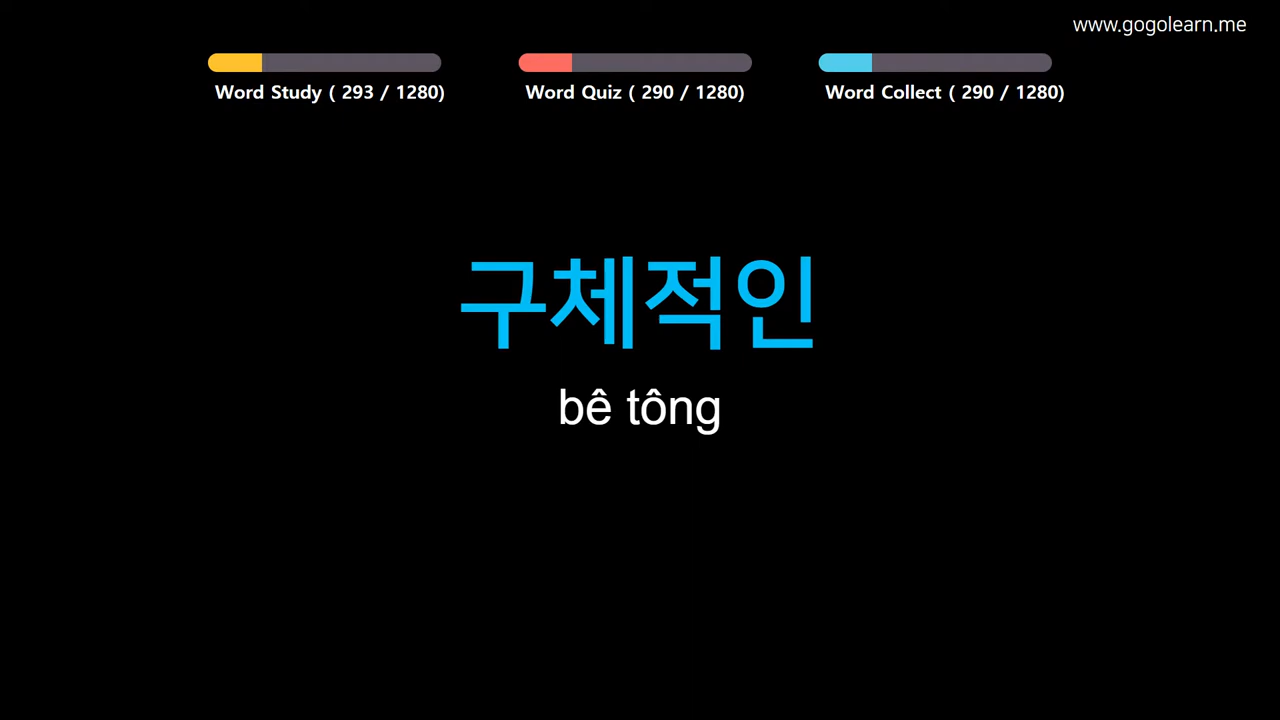 www.gogolearn.me
Word Study ( 293 / 1280)
Word Quiz ( 290 / 1280)
Word Collect ( 290 / 1280)
구체적인
bê tông